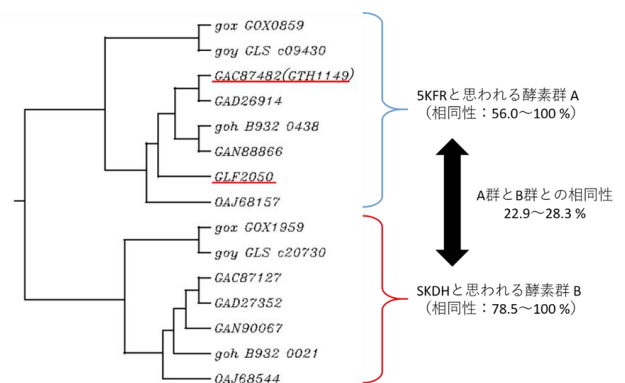 gox GOX0859
goy GLS c09430
GAC87482(GTH1149)
GAD26914
goh B932 0438
GAN88866
GLF2050
OAJ68157
gox GOX1959
goy GLS c20730
GAC87127
GAD27352
GAN90067
goh B932 0021
OAJ68544
5KFRと思われる酵素群 A
（相同性：56.0～100 %）
A群とB群との相同性
22.9～28.3 %
SKDHと思われる酵素群 B
（相同性：78.5～100 %）